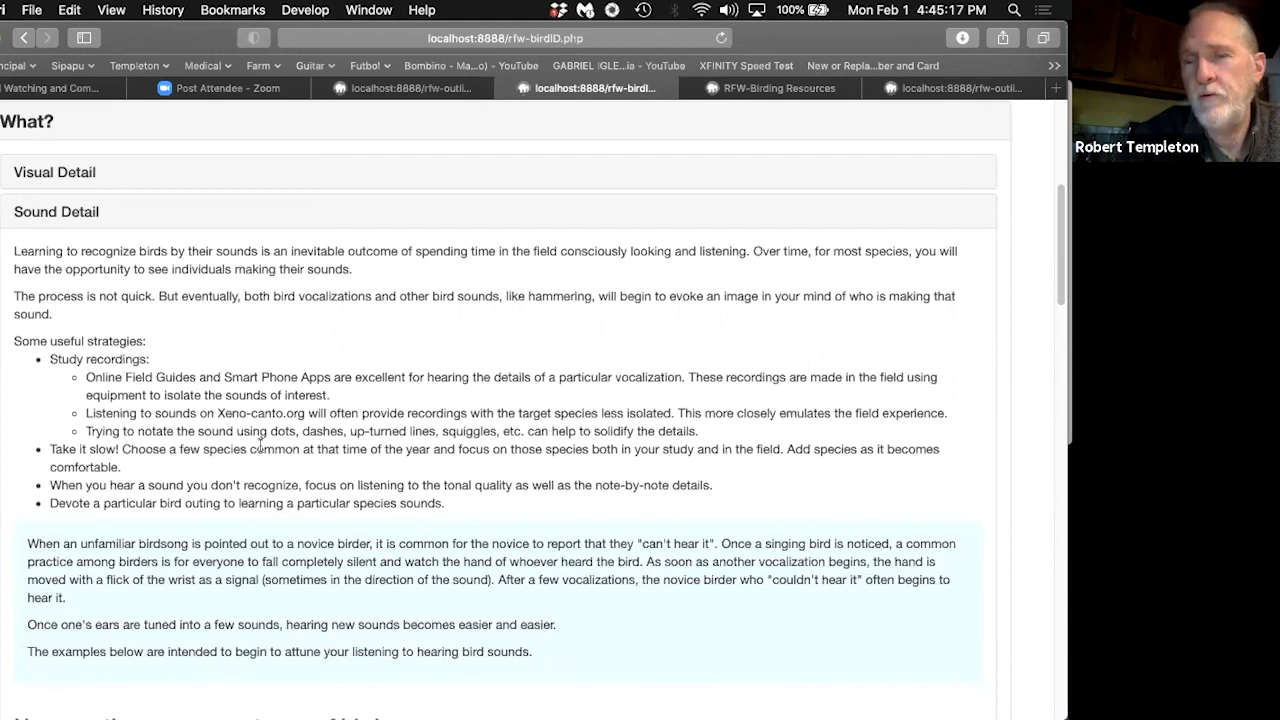 File Edit View History Bookmarks Develop Window Help 100% Mon Feb 1 4:45:17 PM
localhost:8888/rfw-birdID.php
Sipapu Templeton Medical Farm Guitar Futbol Bombino - Ma...o) - YouTube GABRIEL IGLE...ia - YouTube XFINITY Speed Test New or Repla...ber and Card
Watching and Com... Post Attendee - Zoom localhost:8888/rfw-outli... localhost:8888/rfw-birdI... RFW-Birding Resources localhost:8888/rfw-outli...
What?
Robert Templeton
Visual Detail
Sound Detail
Learning to recognize birds by their sounds is an inevitable outcome of spending time in the field consciously looking and listening. Over time, for most species, you will
have the opportunity to see individuals making their sounds.
The process is not quick. But eventually, both bird vocalizations and other bird sounds, like hammering, will begin to evoke an image in your mind of who is making that
sound.
Some useful strategies:
Study recordings:
Online Field Guides and Smart Phone Apps are excellent for hearing the details of a particular vocalization. These recordings are made in the field using
equipment to isolate the sounds of interest.
Listening to sounds on Xeno-canto.org will often provide recordings with the target species less isolated. This more closely emulates the field experience.
Trying to notate the sound using dots, dashes, up-turned lines, squiggles, etc. can help to solidify the details.
Take it slow! Choose a few species common at that time of the year and focus on those species both in your study and in the field. Add species as it becomes
comfortable.
When you hear a sound you don't recognize, focus on listening to the tonal quality as well as the note-by-note details.
Devote a particular bird outing to learning a particular species sounds.
When an unfamiliar birdsong is pointed out to a novice birder, it is common for the novice to report that they "can't hear it". Once a singing bird is noticed, a common
practice among birders is for everyone to fall completely silent and watch the hand of whoever heard the bird. As soon as another vocalization begins, the hand is
moved with a flick of the wrist as a signal (sometimes in the direction of the sound). After a few vocalizations, the novice birder who "couldn't hear it" often begins to
hear it.
Once one's ears are tuned into a few sounds, hearing new sounds becomes easier and easier.
The examples below are intended to begin to attune your listening to hearing bird sounds.